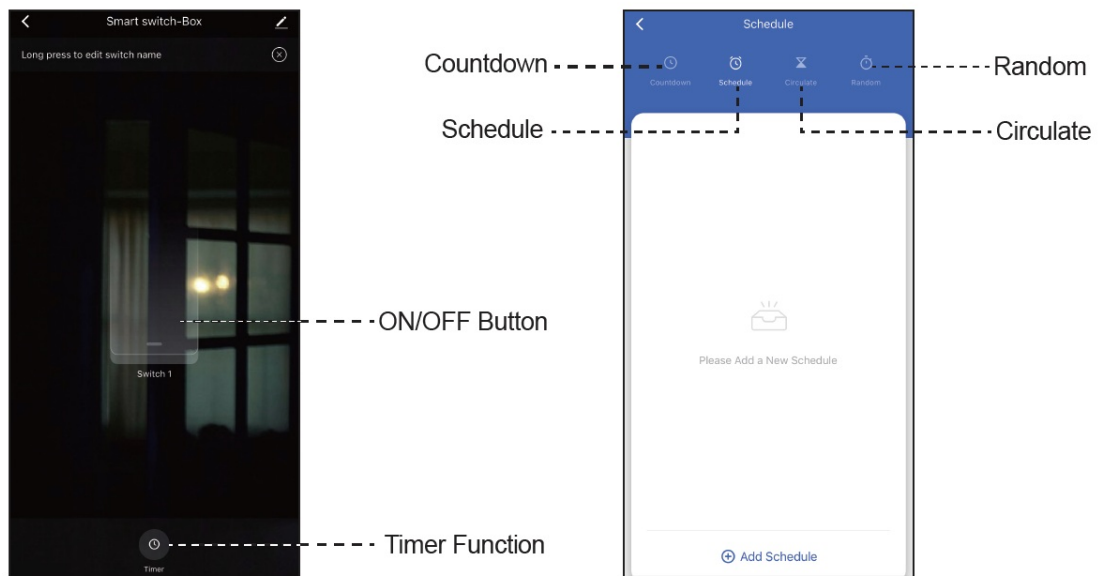 Smart switch-Box
Long press to edit switch name
Switch 1
Timer
ON/OFF Button
Timer Function
Countdown
Schedule
Schedule
Countdown
Schedule
Circulate
Random
Random
Circulate
Please Add a New Schedule
Add Schedule